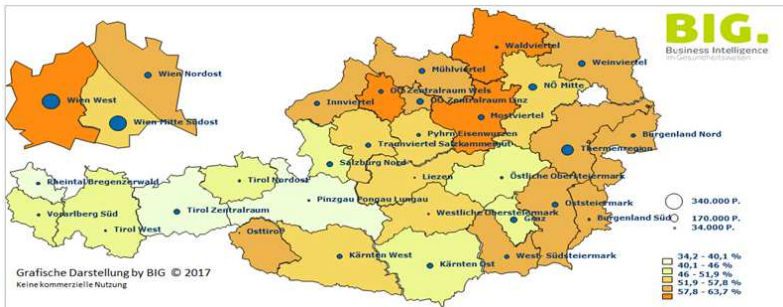 BIG.
Business Intelligence
im Gesundheitswesen
Waldviertel
Wien Nordost
Mühlviertel
Weinviertel
OÖ Zentralraum Wels
NÖ Mitte
Wien West
Innviertel
OÖ Zentralraum Linz
Mostviertel
Wien Mitte Südost
Pyhrn Eisenwurzen
Burgenland Nord
Traunviertel Salzkammergut
Thermenregion
Salzburg Nord
Liezen
Östliche Obersteiermark
Rheintal Bregenzerwald
Tirol Nordost
Pinzgau Pongau Lungau
340.000 P.
Vorarlberg Süd
Tirol Zentralraum
Westliche Obersteiermark
Oststeiermark
170.000 P.
Graz
Burgenland Süd
34.000 P.
Tirol West
Osttirol
Kärnten West
West- Südsteiermark
Kärnten Ost
34,2 - 40,1 %
40,1 - 46 %
46 - 51,9 %
51,9 - 57,8 %
57,8 - 63,7 %
Grafische Darstellung by BIG © 2017
Keine kommerzielle Nutzung